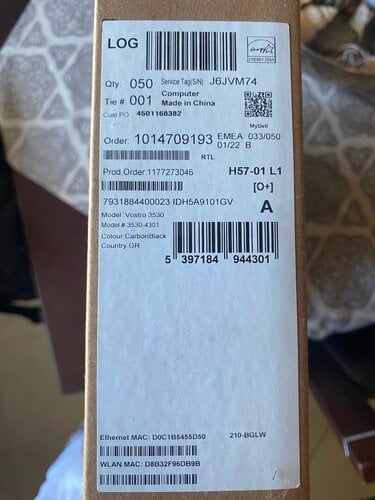 LOG
ENERGY STAR
Qty: 050 Service Tag(S/N): J6JVM74
Tie #: 001 Computer
Made in China
Cust PO 4501168382
MyDell
Order: 1014709193 EMEA 033/050
01/22 B
RTL
Prod.Order:1177273046 H57-01 L1
[O+]
7931884400023 IDH5A9101GV
A
Model: Vostro 3530
Model #:3530-4301
Colour:CarbonBlack
Country:GR
5 397184 944301
Ethernet MAC: D0C1B5455D50 210-BGLW
WLAN MAC: D8B32F96DB9B